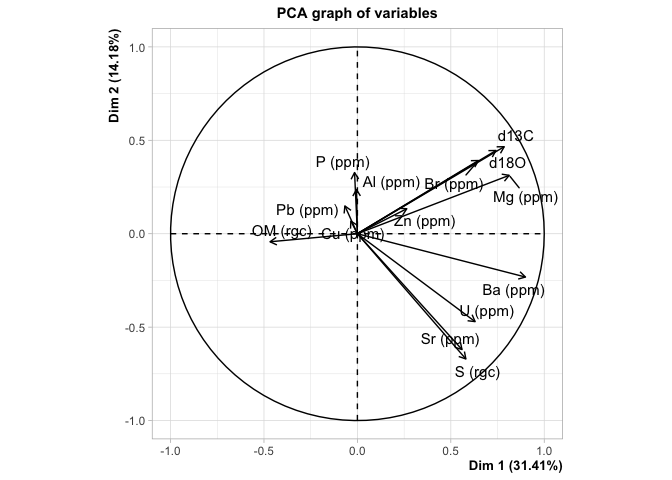 PCA graph of variables
Dim 2 (14.18%)
1.0
0.5
0.0
-0.5
-1.0
d13C
d18O
P (ppm)
Al (ppm)
Br (ppm)
Mg (ppm)
Pb (ppm)
Zn (ppm)
OM (rgc)
Cu (ppm)
Ba (ppm)
U (ppm)
Sr (ppm)
S (rgc)
-1.0
-0.5
0.0
0.5
1.0
Dim 1 (31.41%)